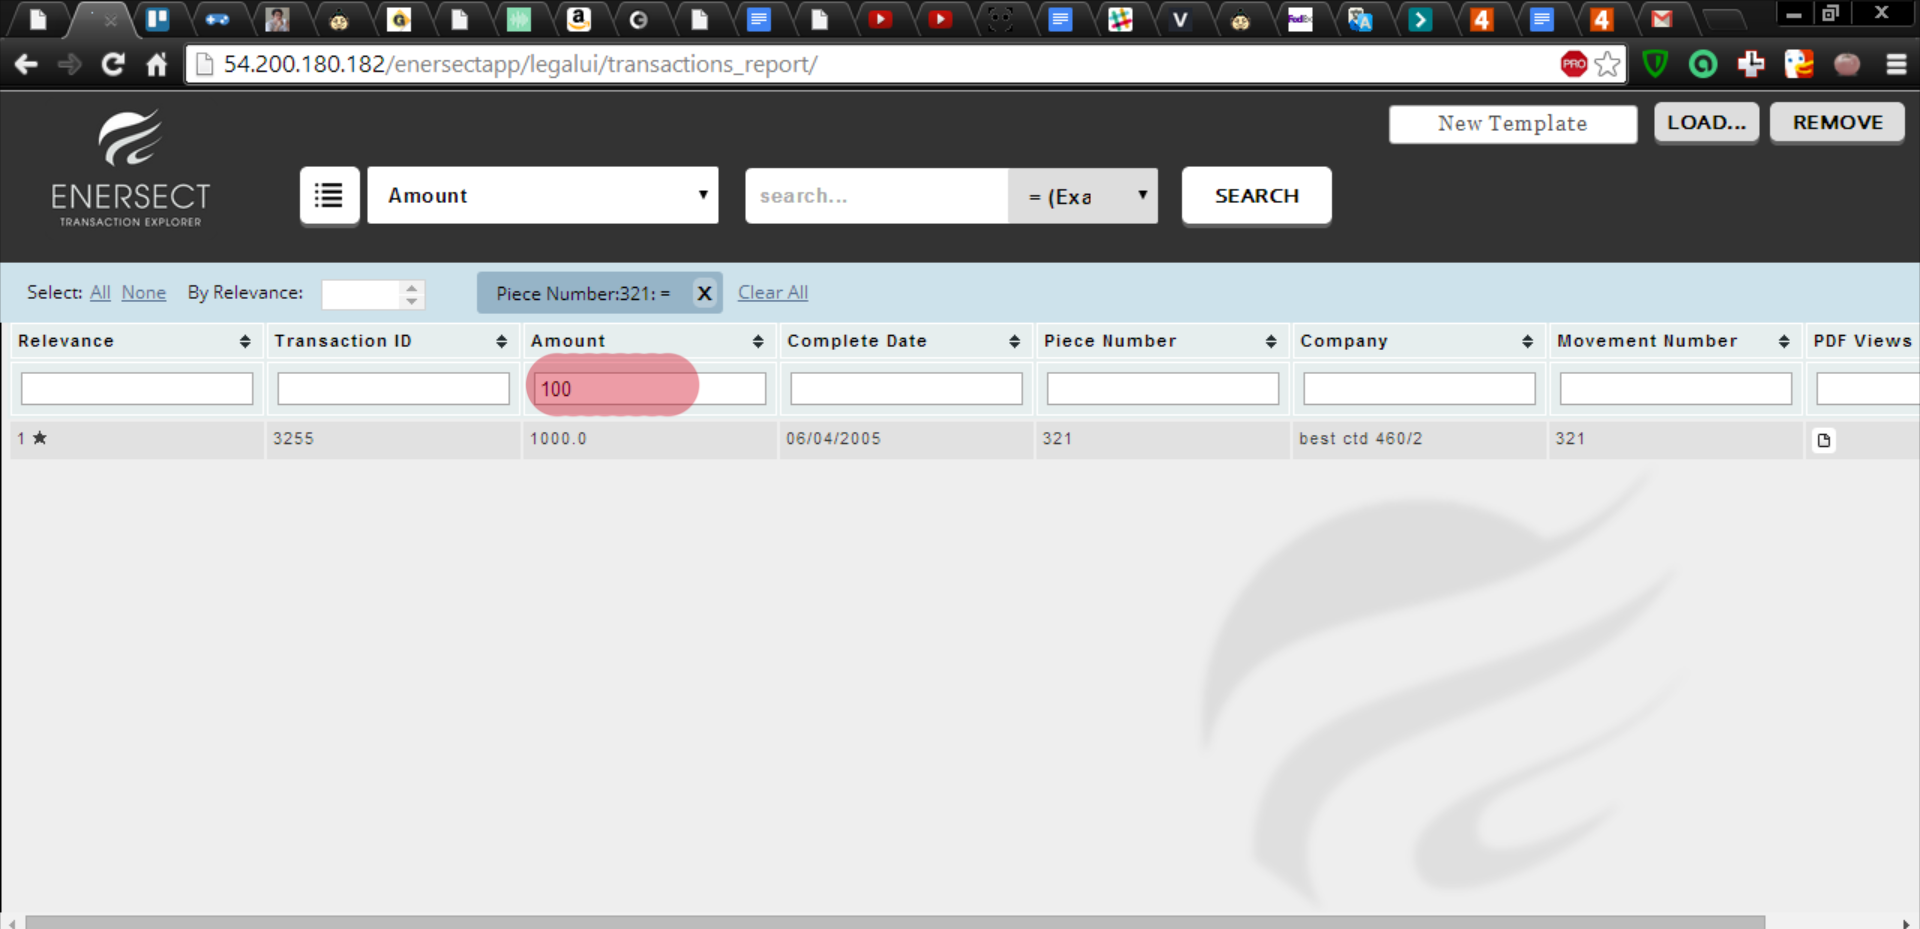 54.200.180.182/enersectapp/legalui/transactions_report/
PRO
New Template
LOAD...
REMOVE
ENERSECT
TRANSACTION EXPLORER
Amount
search...
= (Exa
SEARCH
Select: All None By Relevance:
Piece Number:321: = X
Clear All
Relevance Transaction ID Amount Complete Date Piece Number Company Movement Number PDF Views
100
1 ★ 3255 1000.0 06/04/2005 321 best ctd 460/2 321